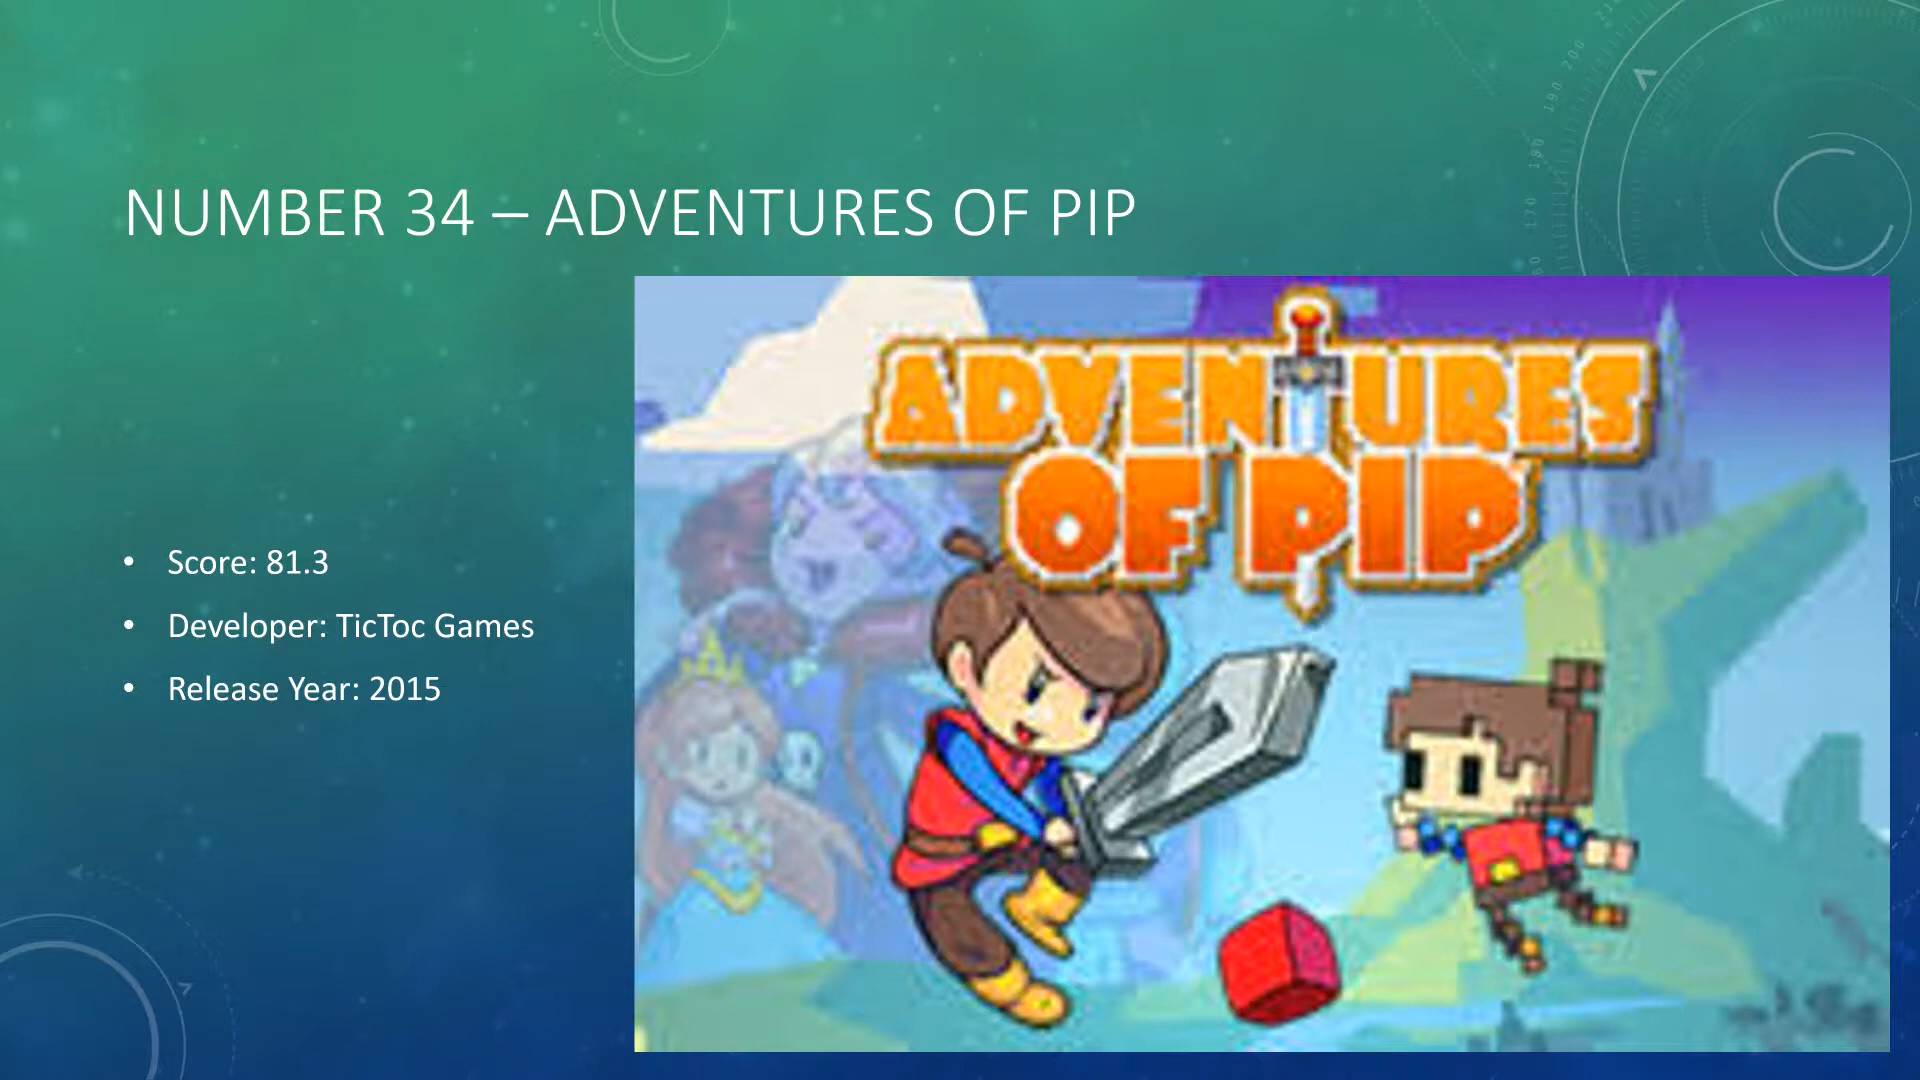 NUMBER 34 – ADVENTURES OF PIP
ADVENTURES
OF PIP
• Score: 81.3
• Developer: TicToc Games
• Release Year: 2015